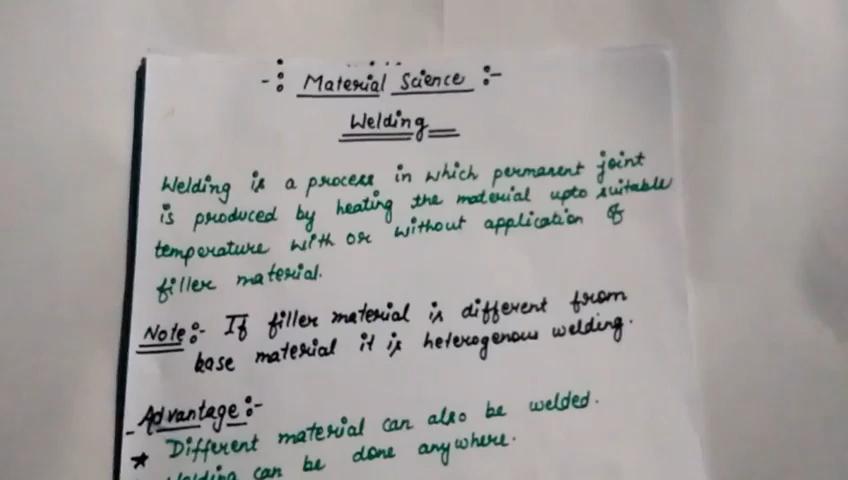 -: Material Science :-
Welding
Welding is a process in which permanent joint
is produced by heating the material upto suitable
temperature with or without application of
filler material.
Note:- If filler material is different from
base material it is heterogenous welding.
- Advantage:-
* Different material can also be welded.
Welding can be done anywhere.